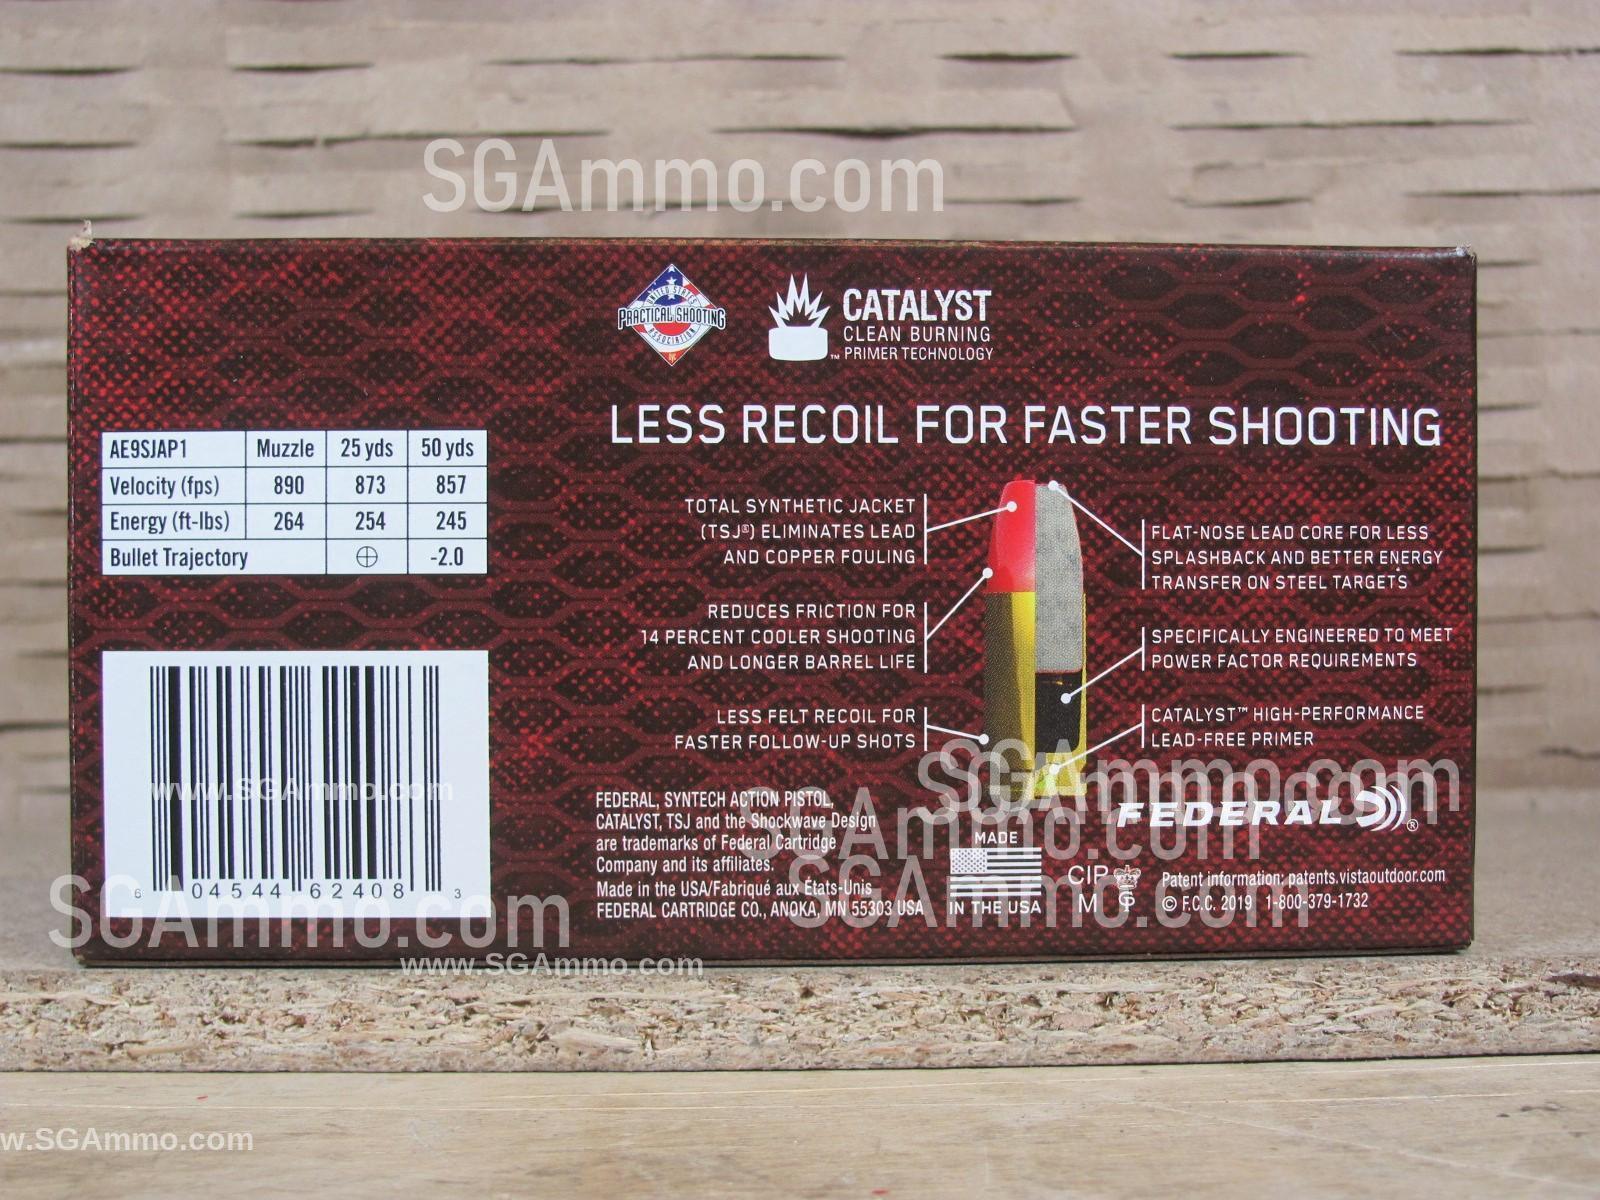 SGAmmo.com
UNITED STATES
PRACTICAL SHOOTING
ASSOCIATION
CATALYST
CLEAN BURNING
PRIMER TECHNOLOGY
™
LESS RECOIL FOR FASTER SHOOTING
AE9SJAP1 Muzzle 25 yds 50 yds
Velocity (fps) 890 873 857
Energy (ft-lbs) 264 254 245
Bullet Trajectory ⊕ -2.0
TOTAL SYNTHETIC JACKET
(TSJ®) ELIMINATES LEAD
AND COPPER FOULING
REDUCES FRICTION FOR
14 PERCENT COOLER SHOOTING
AND LONGER BARREL LIFE
LESS FELT RECOIL FOR
FASTER FOLLOW-UP SHOTS
FLAT-NOSE LEAD CORE FOR LESS
SPLASHBACK AND BETTER ENERGY
TRANSFER ON STEEL TARGETS
SPECIFICALLY ENGINEERED TO MEET
POWER FACTOR REQUIREMENTS
CATALYST™ HIGH-PERFORMANCE
LEAD-FREE PRIMER
www.SGAmmo.com
6 04544 62408 3
SGAmmo.com
SGAmmo.com
SGAmmo.com
SGAmmo.com
FEDERAL, SYNTECH ACTION PISTOL,
CATALYST, TSJ and the Shockwave Design
are trademarks of Federal Cartridge
Company and its affiliates.
Made in the USA/Fabriqué aux États-Unis
FEDERAL CARTRIDGE CO., ANOKA, MN 55303 USA
MADE
IN THE USA
FEDERAL ®
CIP
M
Patent information: patents.vistaoutdoor.com
© F.C.C. 2019 1-800-379-1732
www.SGAmmo.com
w.SGAmmo.com